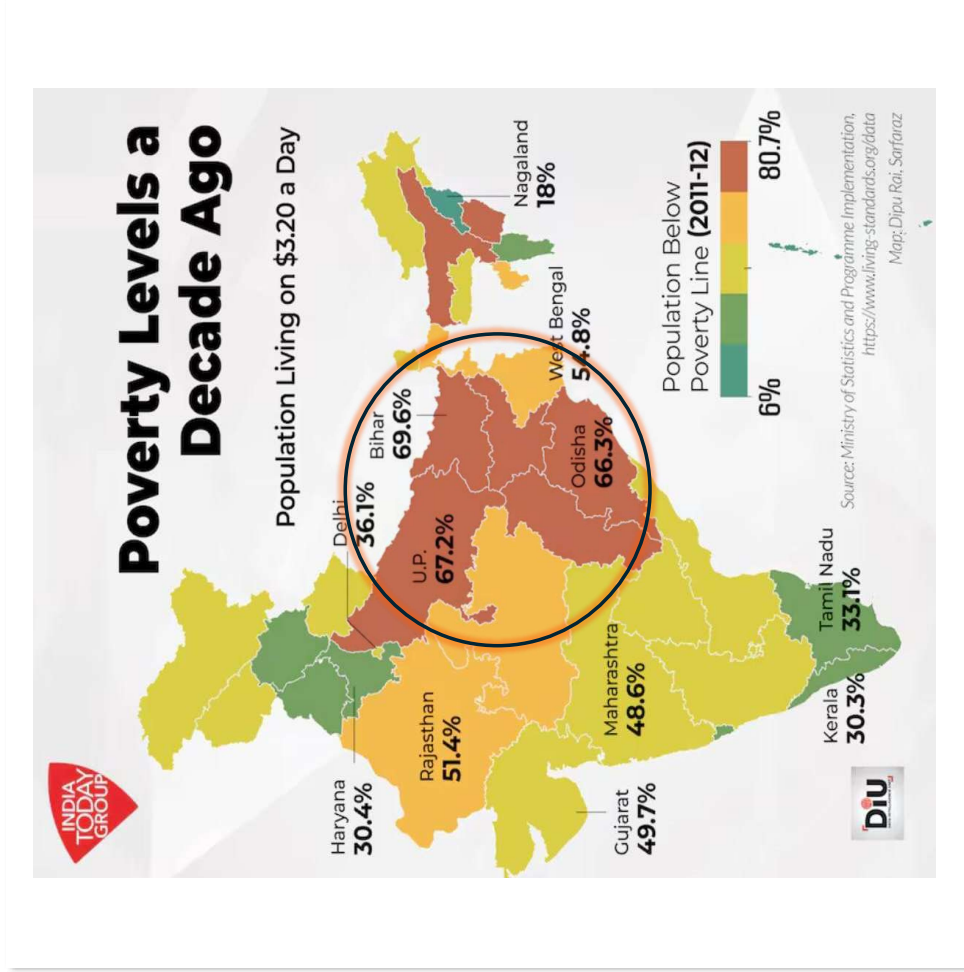 Poverty Levels a
Decade Ago
Population Living on $3.20 a Day
INDIA
TODAY
GROUP
Haryana
30.4%
Delhi
36.1%
Bihar
69.6%
Nagaland
18%
Rajasthan
51.4%
U.P.
67.2%
West Bengal
54.8%
Odisha
66.3%
Gujarat
49.7%
Maharashtra
48.6%
Kerala
30.3%
Tamil Nadu
33.1%
Population Below
Poverty Line (2011-12)
6%
80.7%
DiU
Source: Ministry of Statistics and Programme Implementation,
https://www.living-standards.org/data
Map: Dipu Rai, Sarfaraz